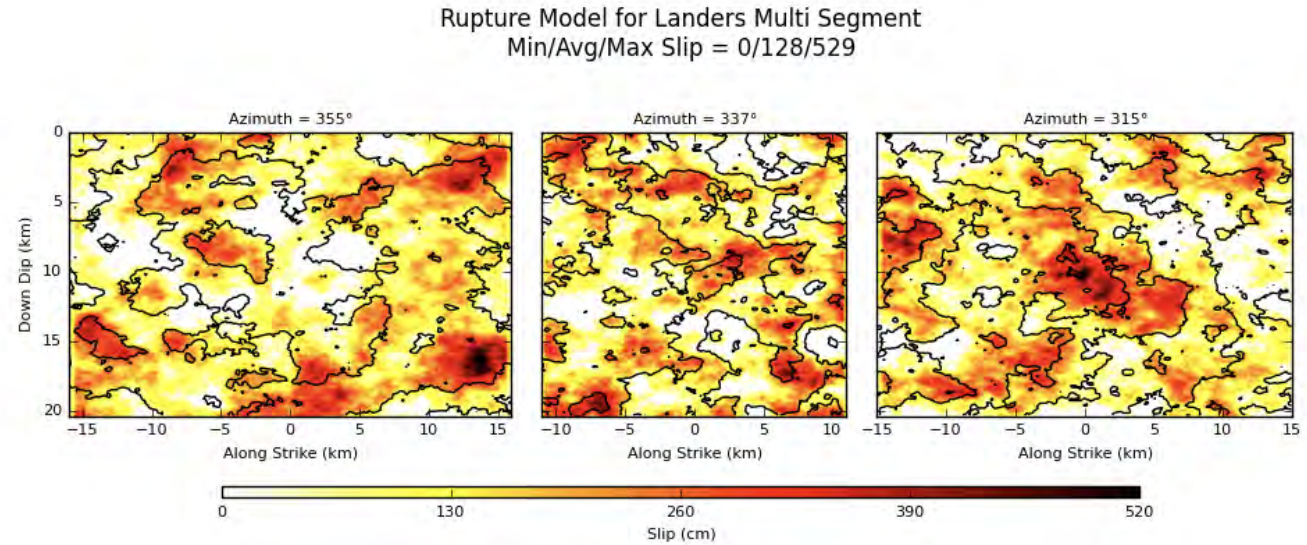 Rupture Model for Landers Multi Segment
Min/Avg/Max Slip = 0/128/529
Azimuth = 355°
Azimuth = 337°
Azimuth = 315°
Down Dip (km)
0
5
10
15
20
−15 −10 −5 0 5 10 15
−10 −5 0 5 10
−15 −10 −5 0 5 10 15
Along Strike (km)
Along Strike (km)
Along Strike (km)
0 130 260 390 520
Slip (cm)